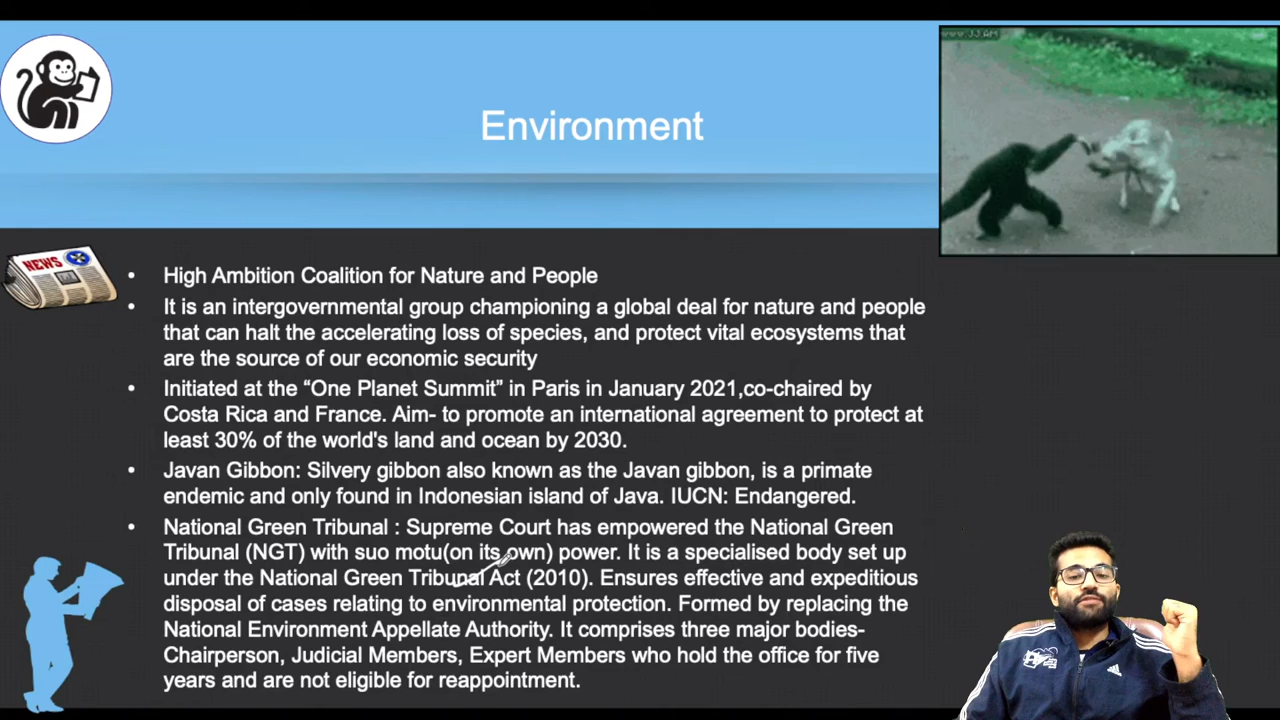 www.JJ.AM
Environment
NEWS
• High Ambition Coalition for Nature and People
• It is an intergovernmental group championing a global deal for nature and people
that can halt the accelerating loss of species, and protect vital ecosystems that
are the source of our economic security
• Initiated at the “One Planet Summit” in Paris in January 2021,co-chaired by
Costa Rica and France. Aim- to promote an international agreement to protect at
least 30% of the world's land and ocean by 2030.
• Javan Gibbon: Silvery gibbon also known as the Javan gibbon, is a primate
endemic and only found in Indonesian island of Java. IUCN: Endangered.
• National Green Tribunal : Supreme Court has empowered the National Green
Tribunal (NGT) with suo motu(on its own) power. It is a specialised body set up
under the National Green Tribunal Act (2010). Ensures effective and expeditious
disposal of cases relating to environmental protection. Formed by replacing the
National Environment Appellate Authority. It comprises three major bodies-
Chairperson, Judicial Members, Expert Members who hold the office for five
years and are not eligible for reappointment.